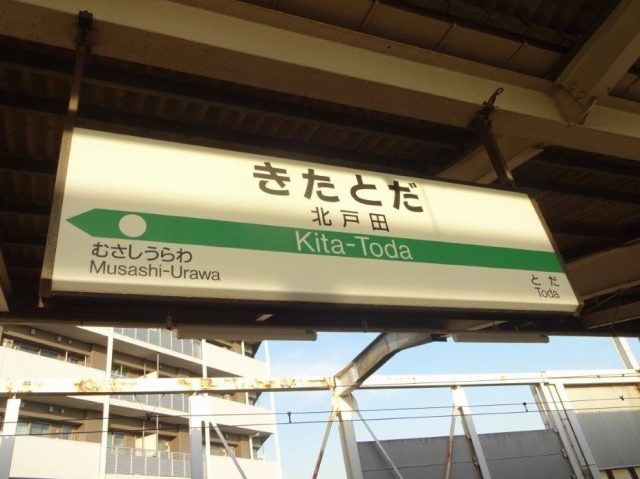 きたとだ
北戸田
Kita-Toda
むさしうらわ
Musashi-Urawa
とだ
Toda